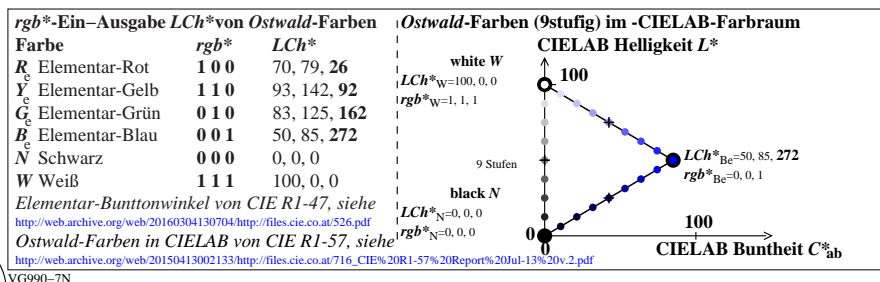 rgb*-Ein−Ausgabe LCh*von Ostwald-Farben
Farbe rgb* LCh*
Re Elementar-Rot 1 0 0 70, 79, 26
Ye Elementar-Gelb 1 1 0 93, 142, 92
Ge Elementar-Grün 0 1 0 83, 125, 162
Be Elementar-Blau 0 0 1 50, 85, 272
N Schwarz 0 0 0 0, 0, 0
W Weiß 1 1 1 100, 0, 0
Elementar-Bunttonwinkel von CIE R1-47, siehe
http://web.archive.org/web/20160304130704/http://files.cie.co.at/526.pdf
Ostwald-Farben in CIELAB von CIE R1-57, siehe
http://web.archive.org/web/20150413002133/http://files.cie.co.at/716_CIE%20R1-57%20Report%20Jul-13%20v.2.pdf
Ostwald-Farben (9stufig) im -CIELAB-Farbraum
CIELAB Helligkeit L*
white W
100
LCh*W=100, 0, 0
rgb*W=1, 1, 1
9 Stufen
LCh*Be=50, 85, 272
rgb*Be=0, 0, 1
black N
LCh*N=0, 0, 0
rgb*N=0, 0, 0
0
0
100
CIELAB Buntheit C*ab
VG990-7N